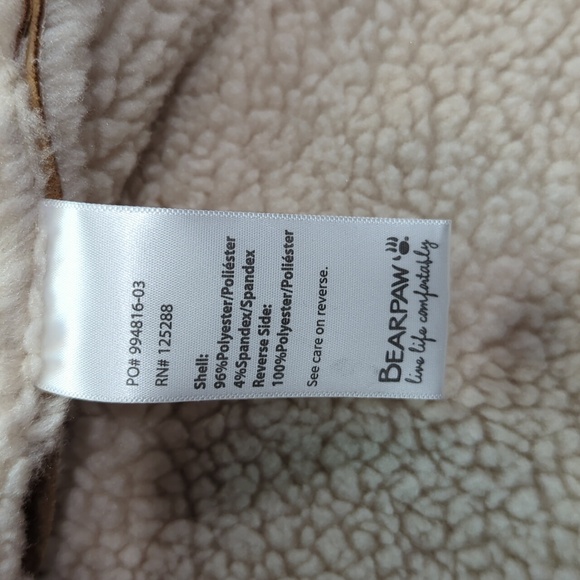 PO# 994816-03
RN# 125288
Shell:
96%Polyester/Poliéster
4%Spandex/Spandex
Reverse Side:
100%Polyester/Poliéster
See care on reverse.
BEARPAW
live life comfortably